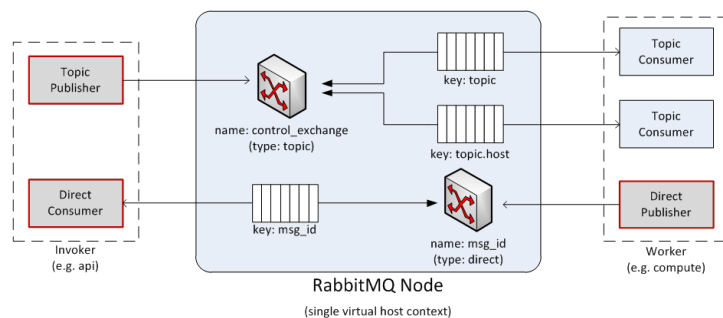 Topic
Publisher
key: topic
Topic
Consumer
name: control_exchange
(type: topic)
key: topic.host
Topic
Consumer
Direct
Consumer
key: msg_id
name: msg_id
(type: direct)
Direct
Publisher
Invoker
(e.g. api)
Worker
(e.g. compute)
RabbitMQ Node
(single virtual host context)